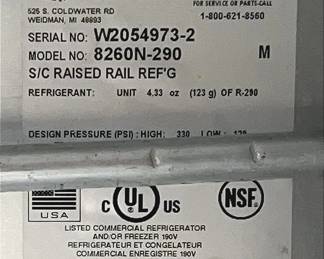 FOR SERVICE OR PARTS-CALL
525 S. COLDWATER RD
WEIDMAN, MI 48893
1-800-621-8560
SERIAL NO: W2054973-2
MODEL NO: 8260N-290 M
S/C RAISED RAIL REF'G
REFRIGERANT: UNIT 4.33 oz (123 g) OF R-290
DESIGN PRESSURE (PSI): HIGH: 330 LOW:
USA
C UL US
NSF
LISTED COMMERCIAL REFRIGERATOR
AND/OR FREEZER 190V
REFRIGERATEUR ET CONGELATEUR
COMMERCIAL ENREGISTRE 190V